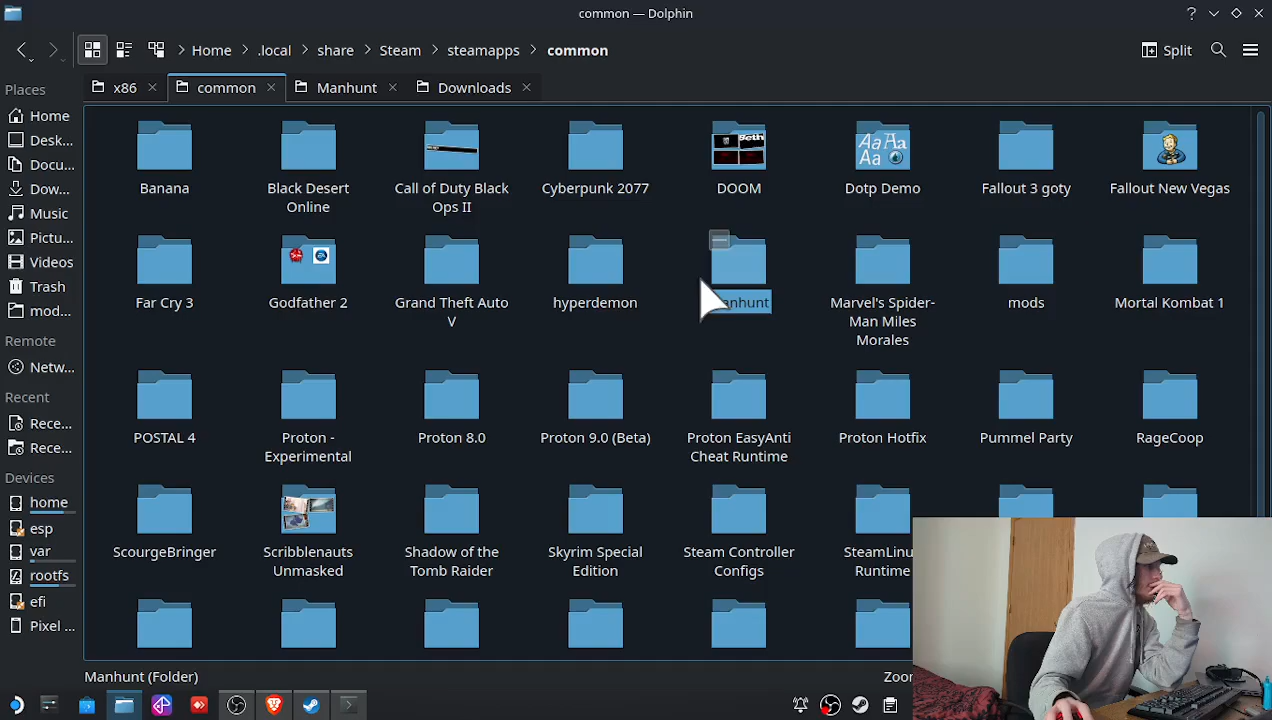 common — Dolphin
?
Home
.local
share
Steam
steamapps
common
Split
x86
common
Manhunt
Downloads
Places
Home
Desk...
Docu...
Dow...
Music
Pictu...
Videos
Trash
mod...
Remote
Netw...
Recent
Rece...
Rece...
Devices
home
esp
var
rootfs
efi
Pixel ...
Banana
Black Desert
Online
Call of Duty Black
Ops II
Cyberpunk 2077
DOOM
Dotp Demo
Fallout 3 goty
Fallout New Vegas
Far Cry 3
Godfather 2
Grand Theft Auto
V
hyperdemon
anhunt
Marvel's Spider-
Man Miles
Morales
mods
Mortal Kombat 1
POSTAL 4
Proton -
Experimental
Proton 8.0
Proton 9.0 (Beta)
Proton EasyAnti
Cheat Runtime
Proton Hotfix
Pummel Party
RageCoop
ScourgeBringer
Scribblenauts
Unmasked
Shadow of the
Tomb Raider
Skyrim Special
Edition
Steam Controller
Configs
SteamLinu
Runtime
Manhunt (Folder)
Zoo